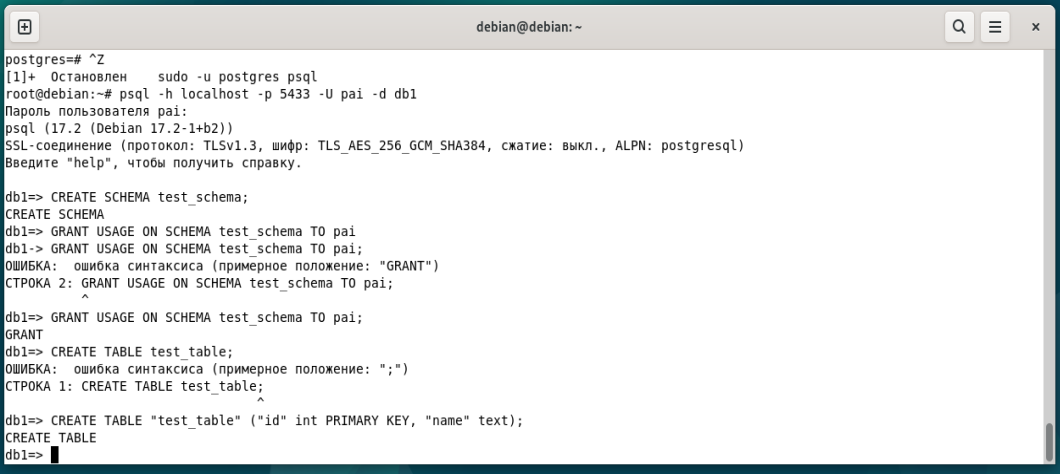 debian@debian: ~
postgres=# ^Z
[1]+  Остановлен    sudo -u postgres psql
root@debian:~# psql -h localhost -p 5433 -U pai -d db1
Пароль пользователя pai:
psql (17.2 (Debian 17.2-1+b2))
SSL-соединение (протокол: TLSv1.3, шифр: TLS_AES_256_GCM_SHA384, сжатие: выкл., ALPN: postgresql)
Введите "help", чтобы получить справку.

db1=> CREATE SCHEMA test_schema;
CREATE SCHEMA
db1=> GRANT USAGE ON SCHEMA test_schema TO pai
db1-> GRANT USAGE ON SCHEMA test_schema TO pai;
ОШИБКА:  ошибка синтаксиса (примерное положение: "GRANT")
СТРОКА 2: GRANT USAGE ON SCHEMA test_schema TO pai;
          ^
db1=> GRANT USAGE ON SCHEMA test_schema TO pai;
GRANT
db1=> CREATE TABLE test_table;
ОШИБКА:  ошибка синтаксиса (примерное положение: ";")
СТРОКА 1: CREATE TABLE test_table;
                                 ^
db1=> CREATE TABLE "test_table" ("id" int PRIMARY KEY, "name" text);
CREATE TABLE
db1=>